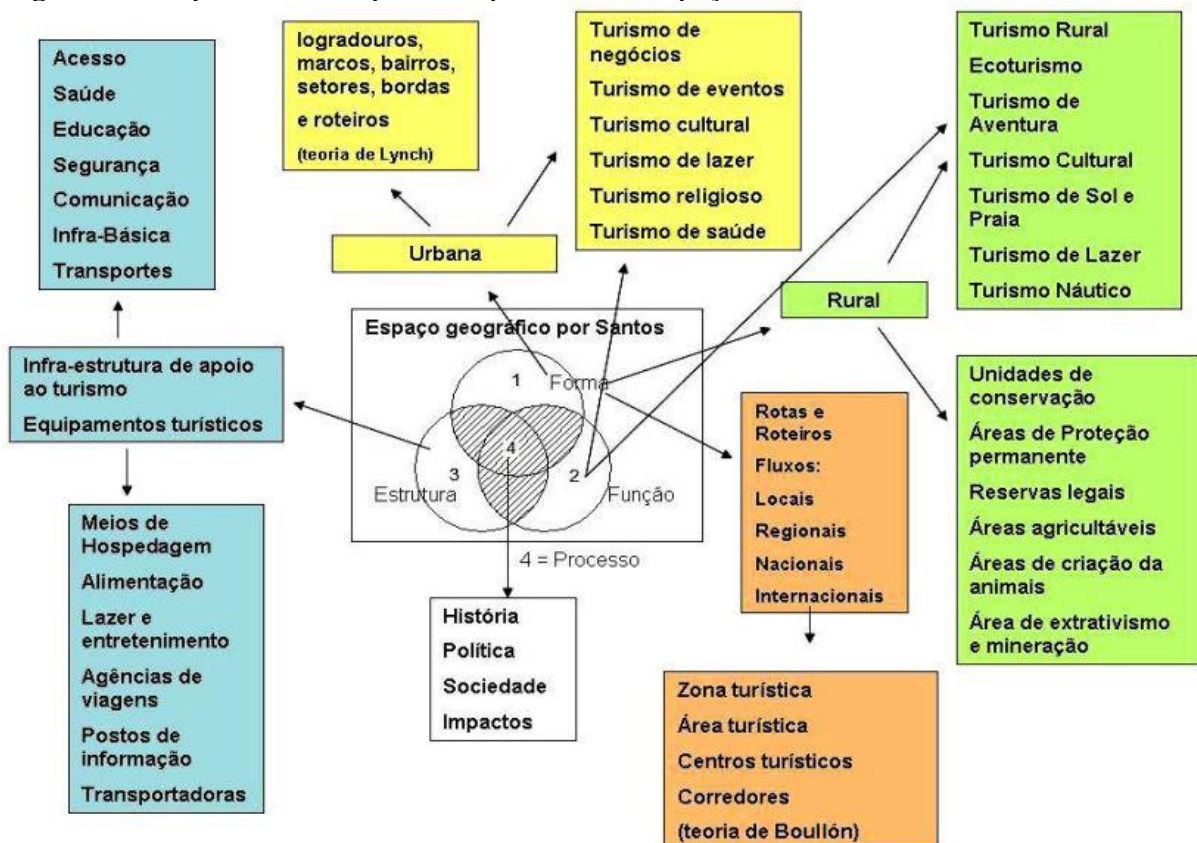 Acesso
Saúde
Educação
Segurança
Comunicação
Infra-Básica
Transportes
logradouros,
marcos, bairros,
setores, bordas
e roteiros
(teoria de Lynch)
Turismo de
negócios
Turismo de eventos
Turismo cultural
Turismo de lazer
Turismo religioso
Turismo de saúde
Turismo Rural
Ecoturismo
Turismo de
Aventura
Turismo Cultural
Turismo de Sol e
Praia
Turismo de Lazer
Turismo Náutico
Urbana
Rural
Infra-estrutura de apoio
ao turismo
Equipamentos turísticos
Espaço geográfico por Santos
1
Forma
4
3
2
Estrutura
Função
4 = Processo
Rotas e
Roteiros
Fluxos:
Locais
Regionais
Nacionais
Internacionais
Unidades de
conservação
Áreas de Proteção
permanente
Reservas legais
Áreas agricultáveis
Áreas de criação da
animais
Área de extrativismo
e mineração
Meios de
Hospedagem
Alimentação
Lazer e
entretenimento
Agências de
viagens
Postos de
informação
Transportadoras
História
Política
Sociedade
Impactos
Zona turística
Área turística
Centros turísticos
Corredores
(teoria de Boullón)